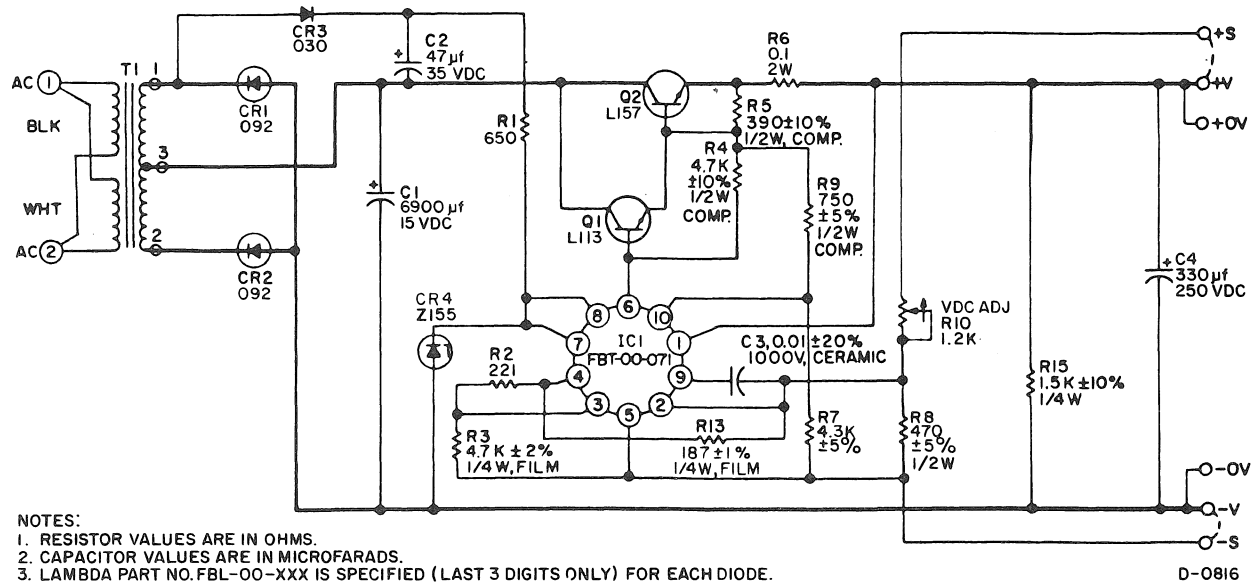 CR3
030
C2
47µf
35 VDC
R6
0.1
2W
+S
AC 1
T1
1
CR1
092
Q2
L157
+V
R5
390±10%
1/2W, COMP.
+OV
BLK
R1
650
3
R4
4.7K
±10%
1/2W
COMP.
R9
750
±5%
1/2W
COMP.
C1
6900 µf
15 VDC
WHT
Q1
L113
AC 2
2
CR2
092
C4
330µf
250 VDC
CR4
Z155
8
6
10
7
IC1
FBT-00-071
1
VDC ADJ
R10
1.2K
C3, 0.01 ±20%
1000V, CERAMIC
R2
221
4
9
3
5
2
R15
1.5K±10%
1/4W
R3
4.7K ±2%
1/4W, FILM
R13
187±1%
1/4W, FILM
R7
4.3K
±5%
R8
470
±5%
1/2W
-OV
-V
-S
NOTES:
1. RESISTOR VALUES ARE IN OHMS.
2. CAPACITOR VALUES ARE IN MICROFARADS.
3. LAMBDA PART NO. FBL-00-XXX IS SPECIFIED (LAST 3 DIGITS ONLY) FOR EACH DIODE.
D-0816